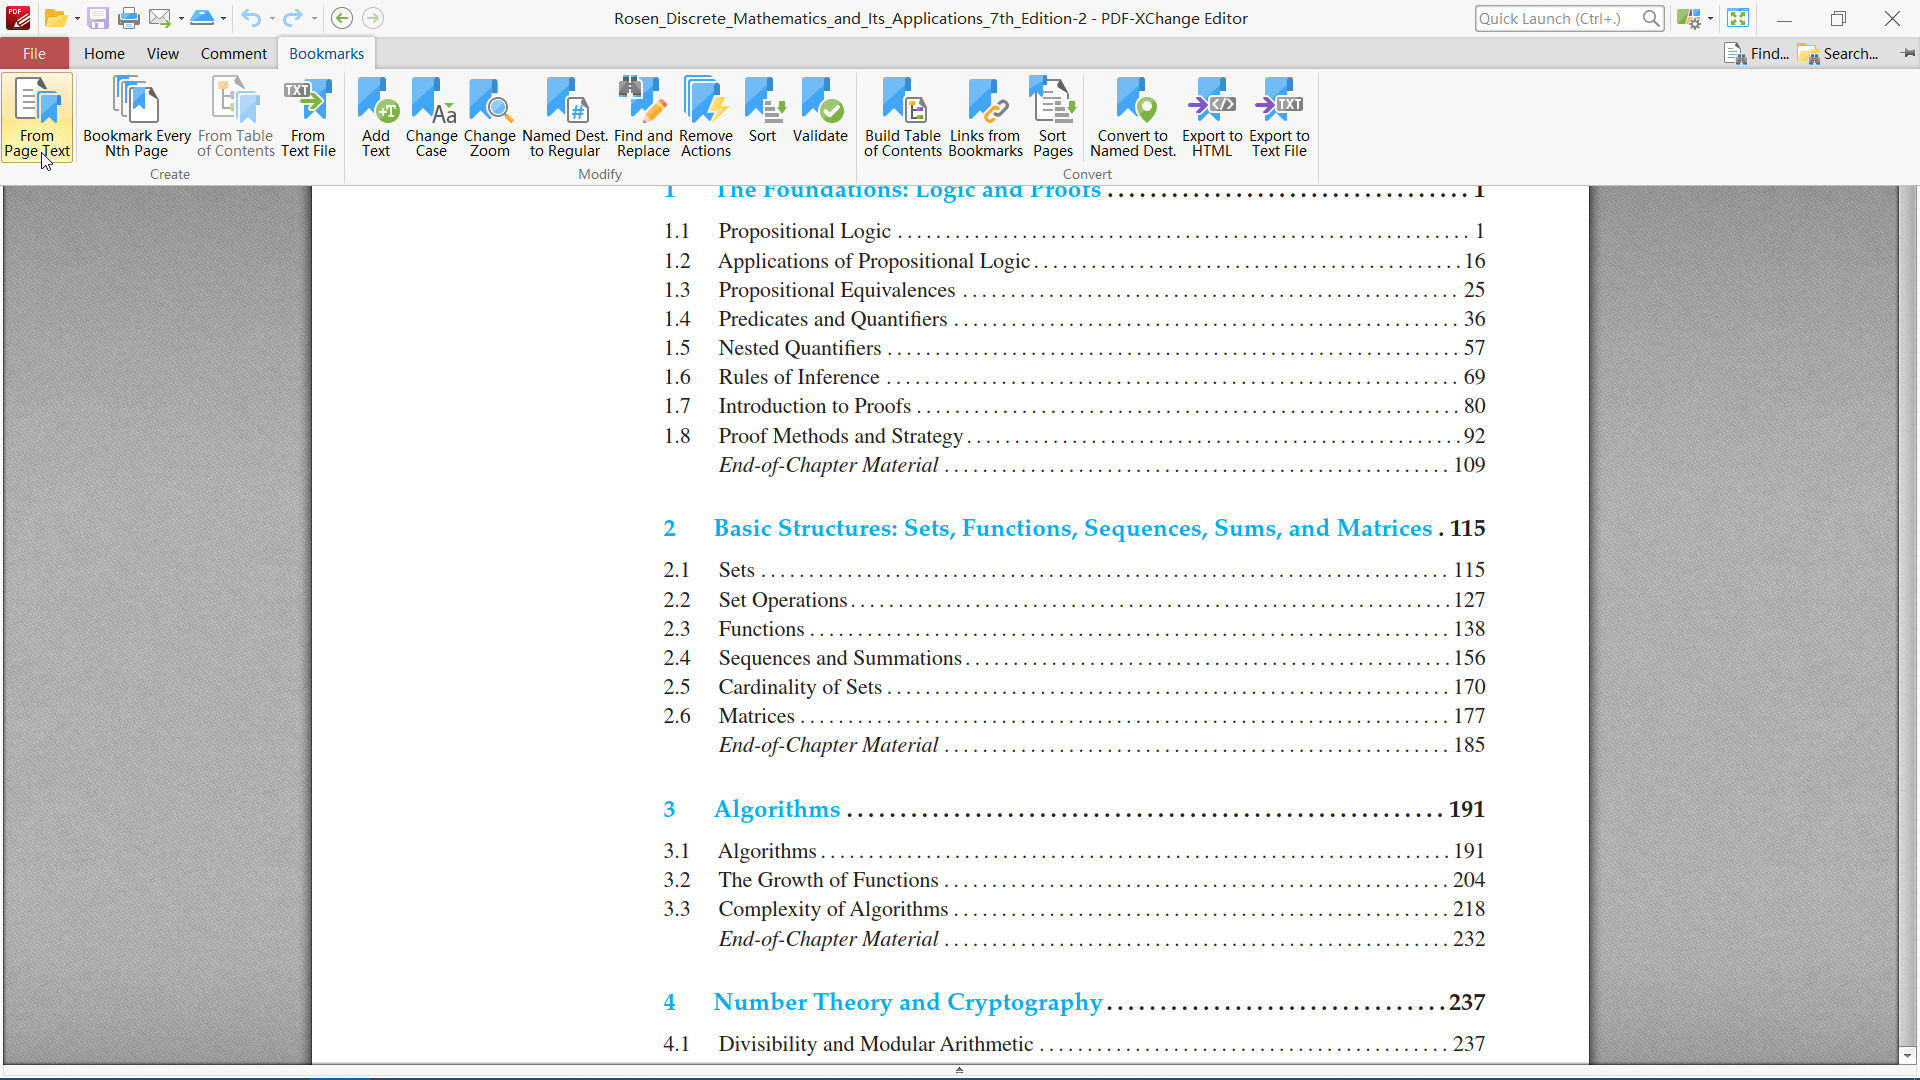 PDF
Rosen_Discrete_Mathematics_and_Its_Applications_7th_Edition-2 - PDF-XChange Editor
Quick Launch (Ctrl+.)
File
Home
View
Comment
Bookmarks
Find...
Search...
From
Page Text
Bookmark Every
Nth Page
From Table
of Contents
TXT
From
Text File
+T
Add
Text
Aa
Change
Case
Change
Zoom
#
Named Dest.
to Regular
Find and
Replace
Remove
Actions
Sort
Validate
Build Table
of Contents
Links from
Bookmarks
Sort
Pages
Convert to
Named Dest.
</>
Export to
HTML
TXT
Export to
Text File
Create
Modify
Convert
1 The Foundations: Logic and Proofs ................................ 1
1.1 Propositional Logic ................................ 1
1.2 Applications of Propositional Logic ................................ 16
1.3 Propositional Equivalences ................................ 25
1.4 Predicates and Quantifiers ................................ 36
1.5 Nested Quantifiers ................................ 57
1.6 Rules of Inference ................................ 69
1.7 Introduction to Proofs ................................ 80
1.8 Proof Methods and Strategy ................................ 92
End-of-Chapter Material ................................ 109
2 Basic Structures: Sets, Functions, Sequences, Sums, and Matrices . 115
2.1 Sets ................................ 115
2.2 Set Operations ................................ 127
2.3 Functions ................................ 138
2.4 Sequences and Summations ................................ 156
2.5 Cardinality of Sets ................................ 170
2.6 Matrices ................................ 177
End-of-Chapter Material ................................ 185
3 Algorithms ................................ 191
3.1 Algorithms ................................ 191
3.2 The Growth of Functions ................................ 204
3.3 Complexity of Algorithms ................................ 218
End-of-Chapter Material ................................ 232
4 Number Theory and Cryptography ................................ 237
4.1 Divisibility and Modular Arithmetic ................................ 237